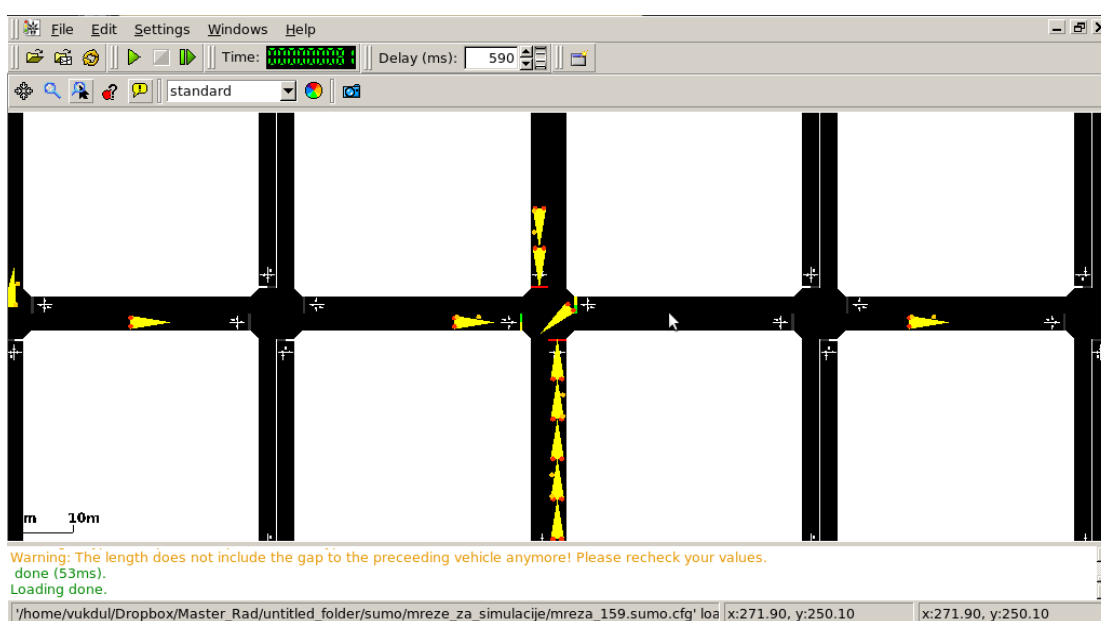 File Edit Settings Windows Help
Time: Delay (ms): 590
standard
m 10m
Warning: The length does not include the gap to the preceeding vehicle anymore! Please recheck your values.
done (53ms).
Loading done.
'/home/vukdul/Dropbox/Master_Rad/untitled_folder/sumo/mreze_za_simulacije/mreza_159.sumo.cfg' loa x:271.90, y:250.10 x:271.90, y:250.10